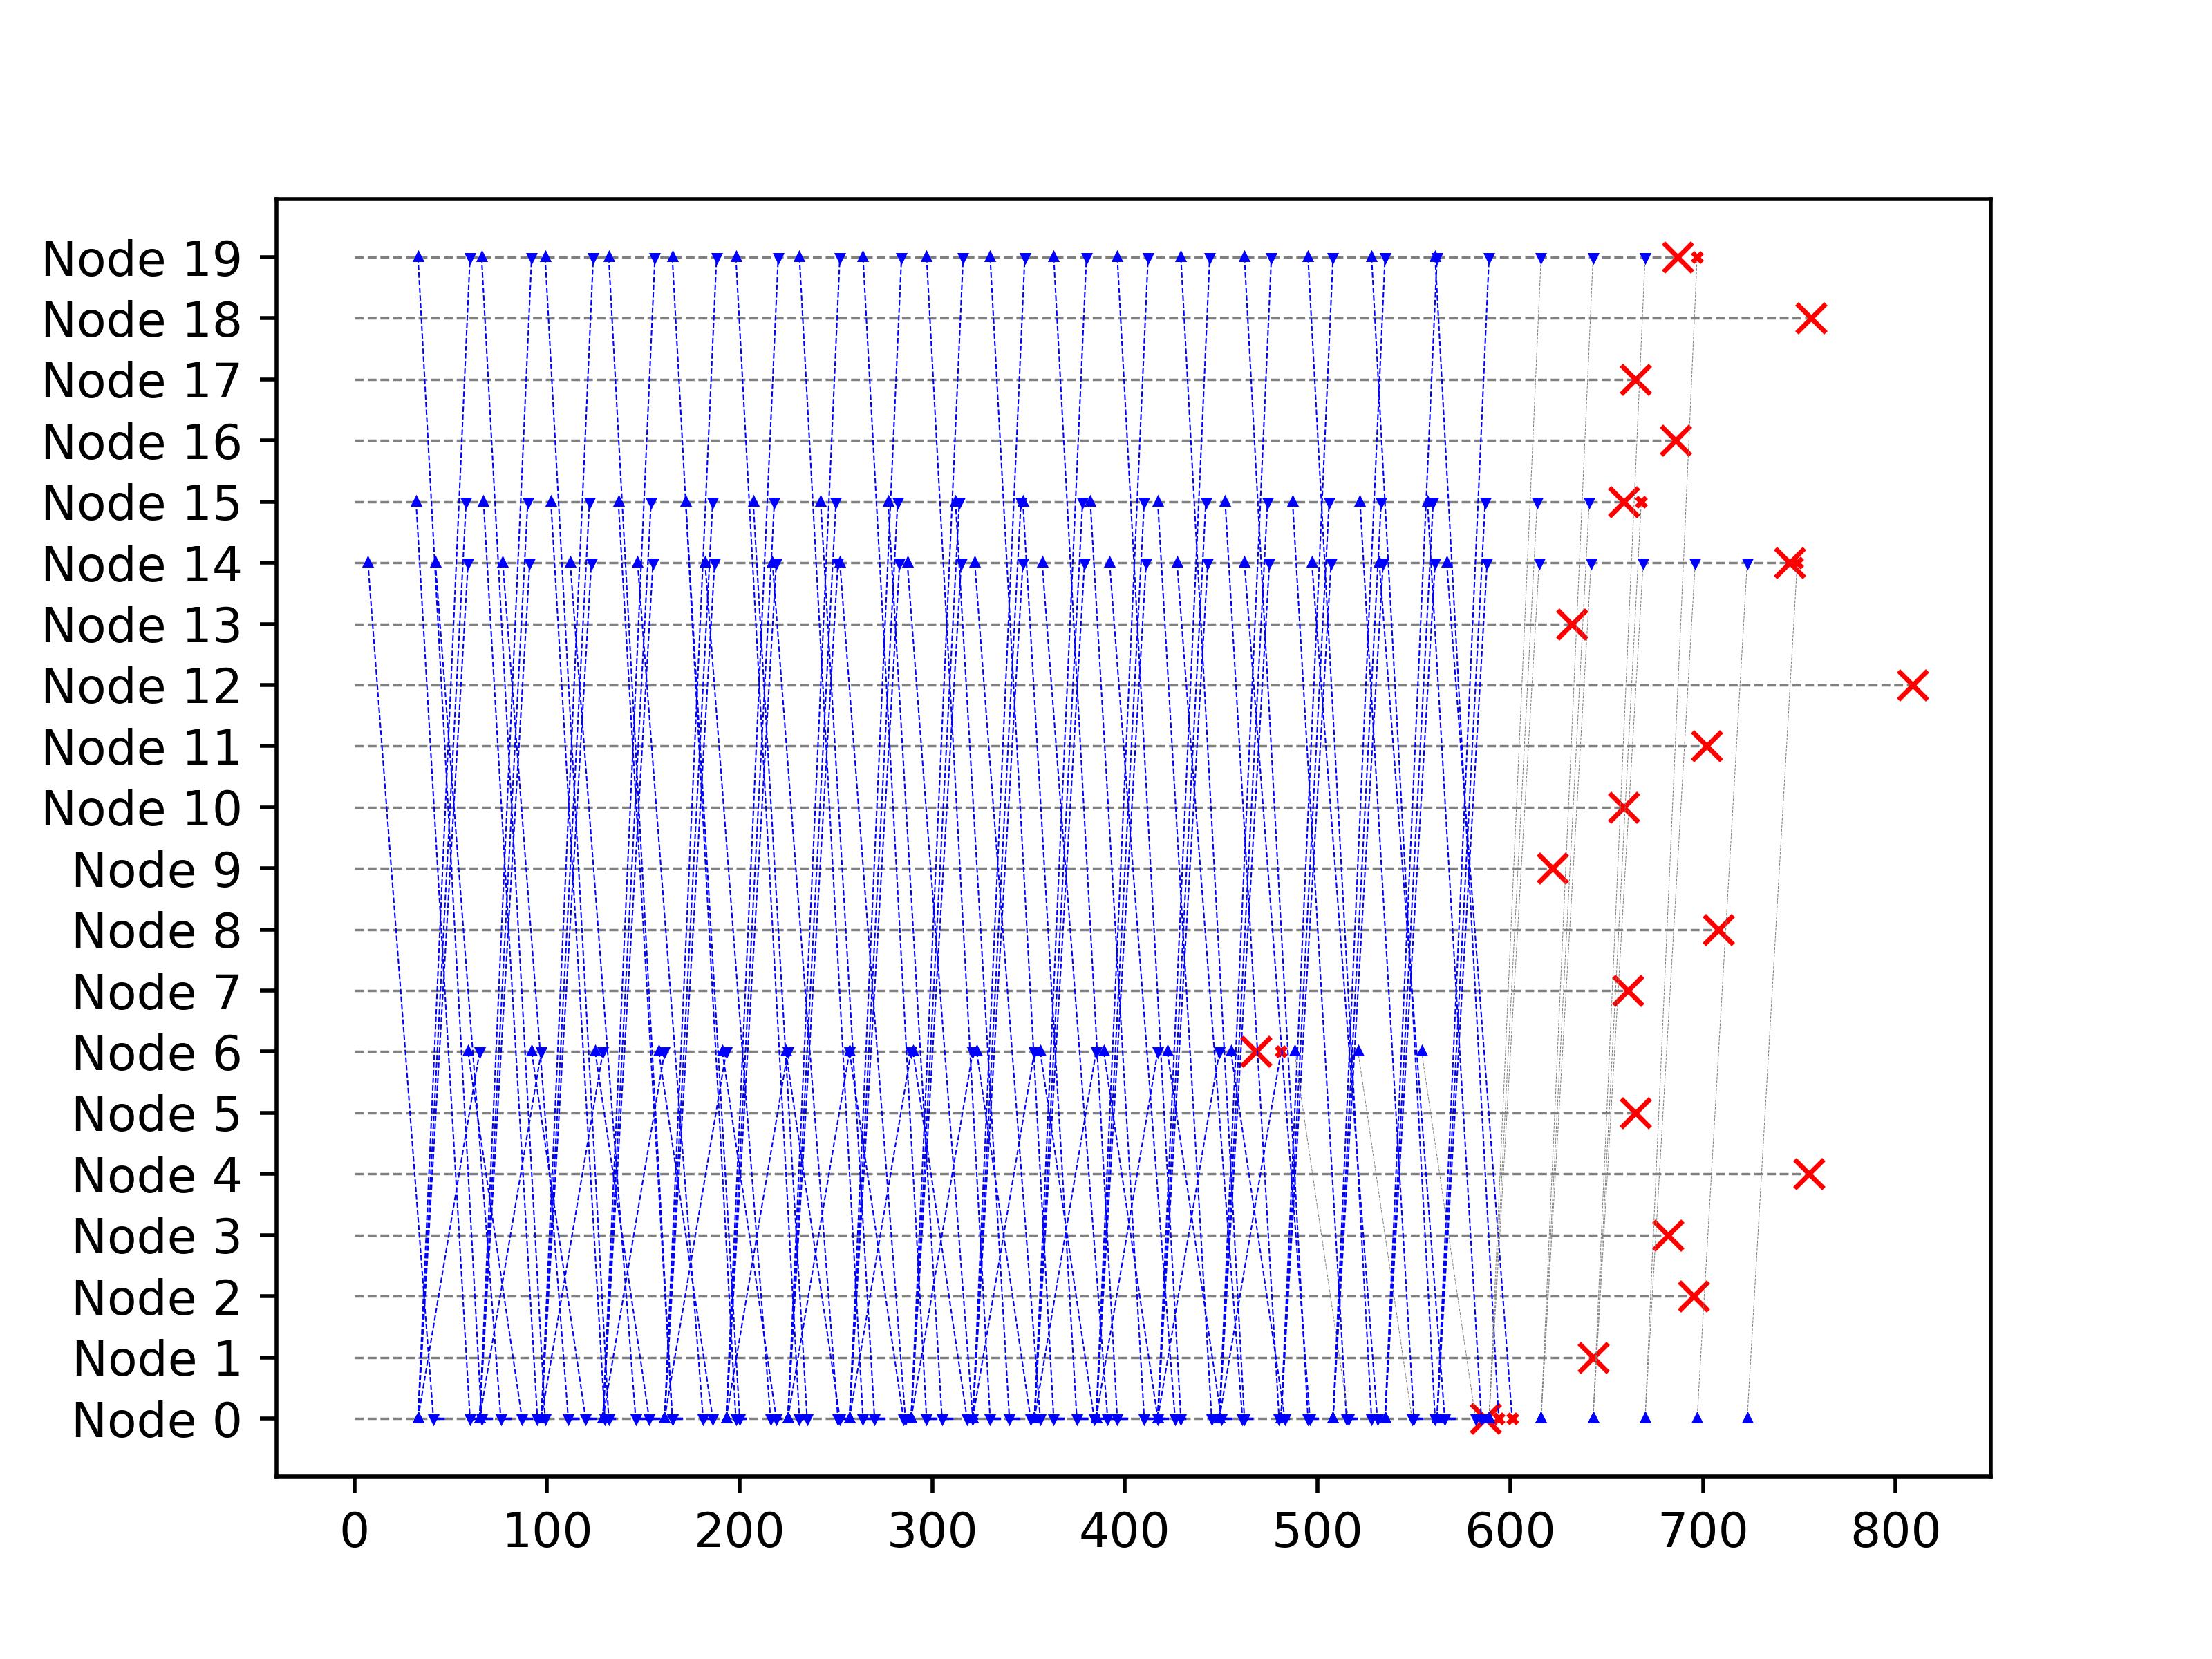 Node 19
Node 18
Node 17
Node 16
Node 15
Node 14
Node 13
Node 12
Node 11
Node 10
Node 9
Node 8
Node 7
Node 6
Node 5
Node 4
Node 3
Node 2
Node 1
Node 0
0 100 200 300 400 500 600 700 800